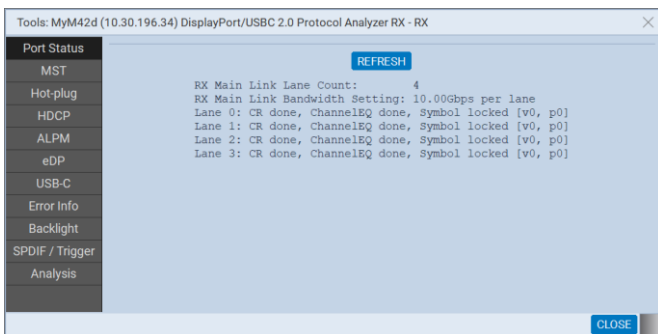 Tools: MyM42d (10.30.196.34) DisplayPort/USBC 2.0 Protocol Analyzer RX - RX
Port Status
MST
Hot-plug
HDCP
ALPM
eDP
USB-C
Error Info
Backlight
SPDIF / Trigger
Analysis
REFRESH
RX Main Link Lane Count: 4
RX Main Link Bandwidth Setting: 10.00Gbps per lane
Lane 0: CR done, ChannelEQ done, Symbol locked [v0, p0]
Lane 1: CR done, ChannelEQ done, Symbol locked [v0, p0]
Lane 2: CR done, ChannelEQ done, Symbol locked [v0, p0]
Lane 3: CR done, ChannelEQ done, Symbol locked [v0, p0]
CLOSE